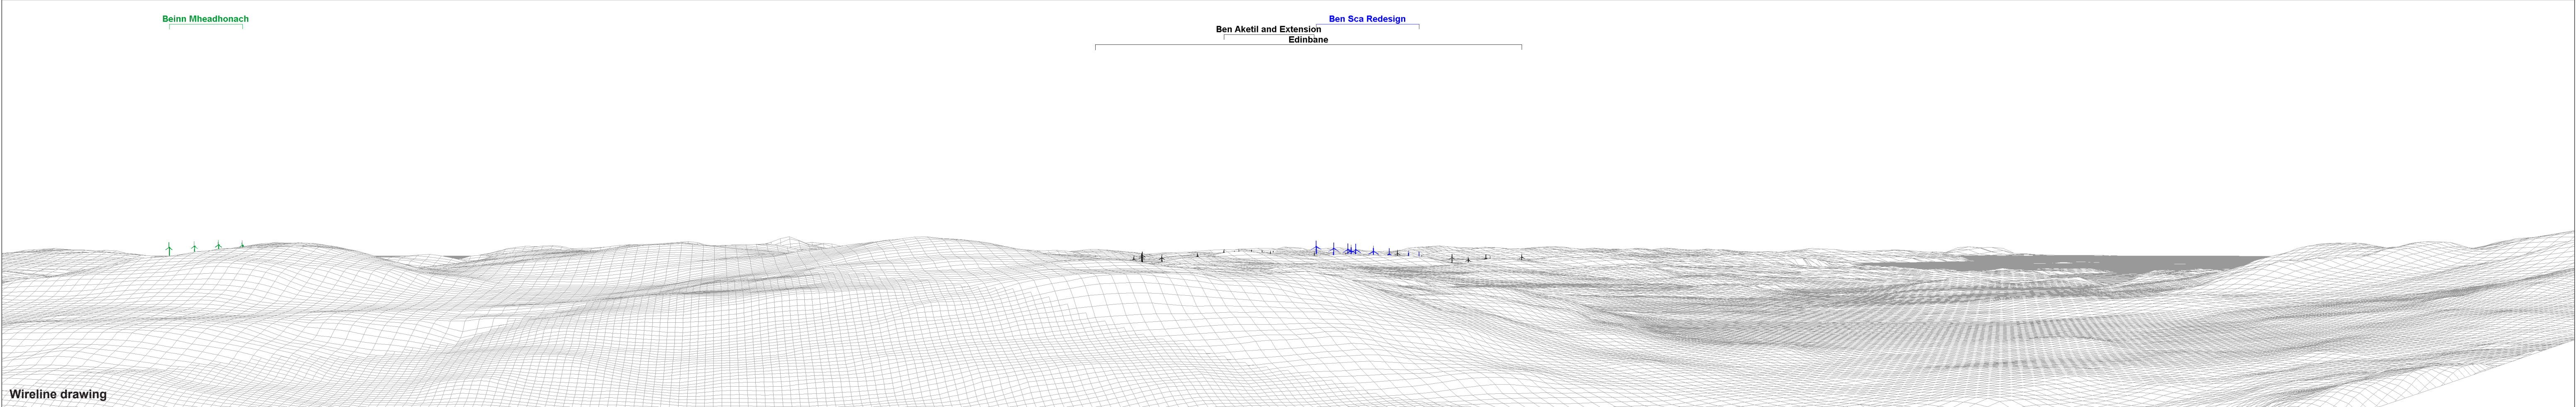 Beinn Mheadhonach
Ben Sca Redesign
Ben Aketil and Extension
Edinbane
Wireline drawing